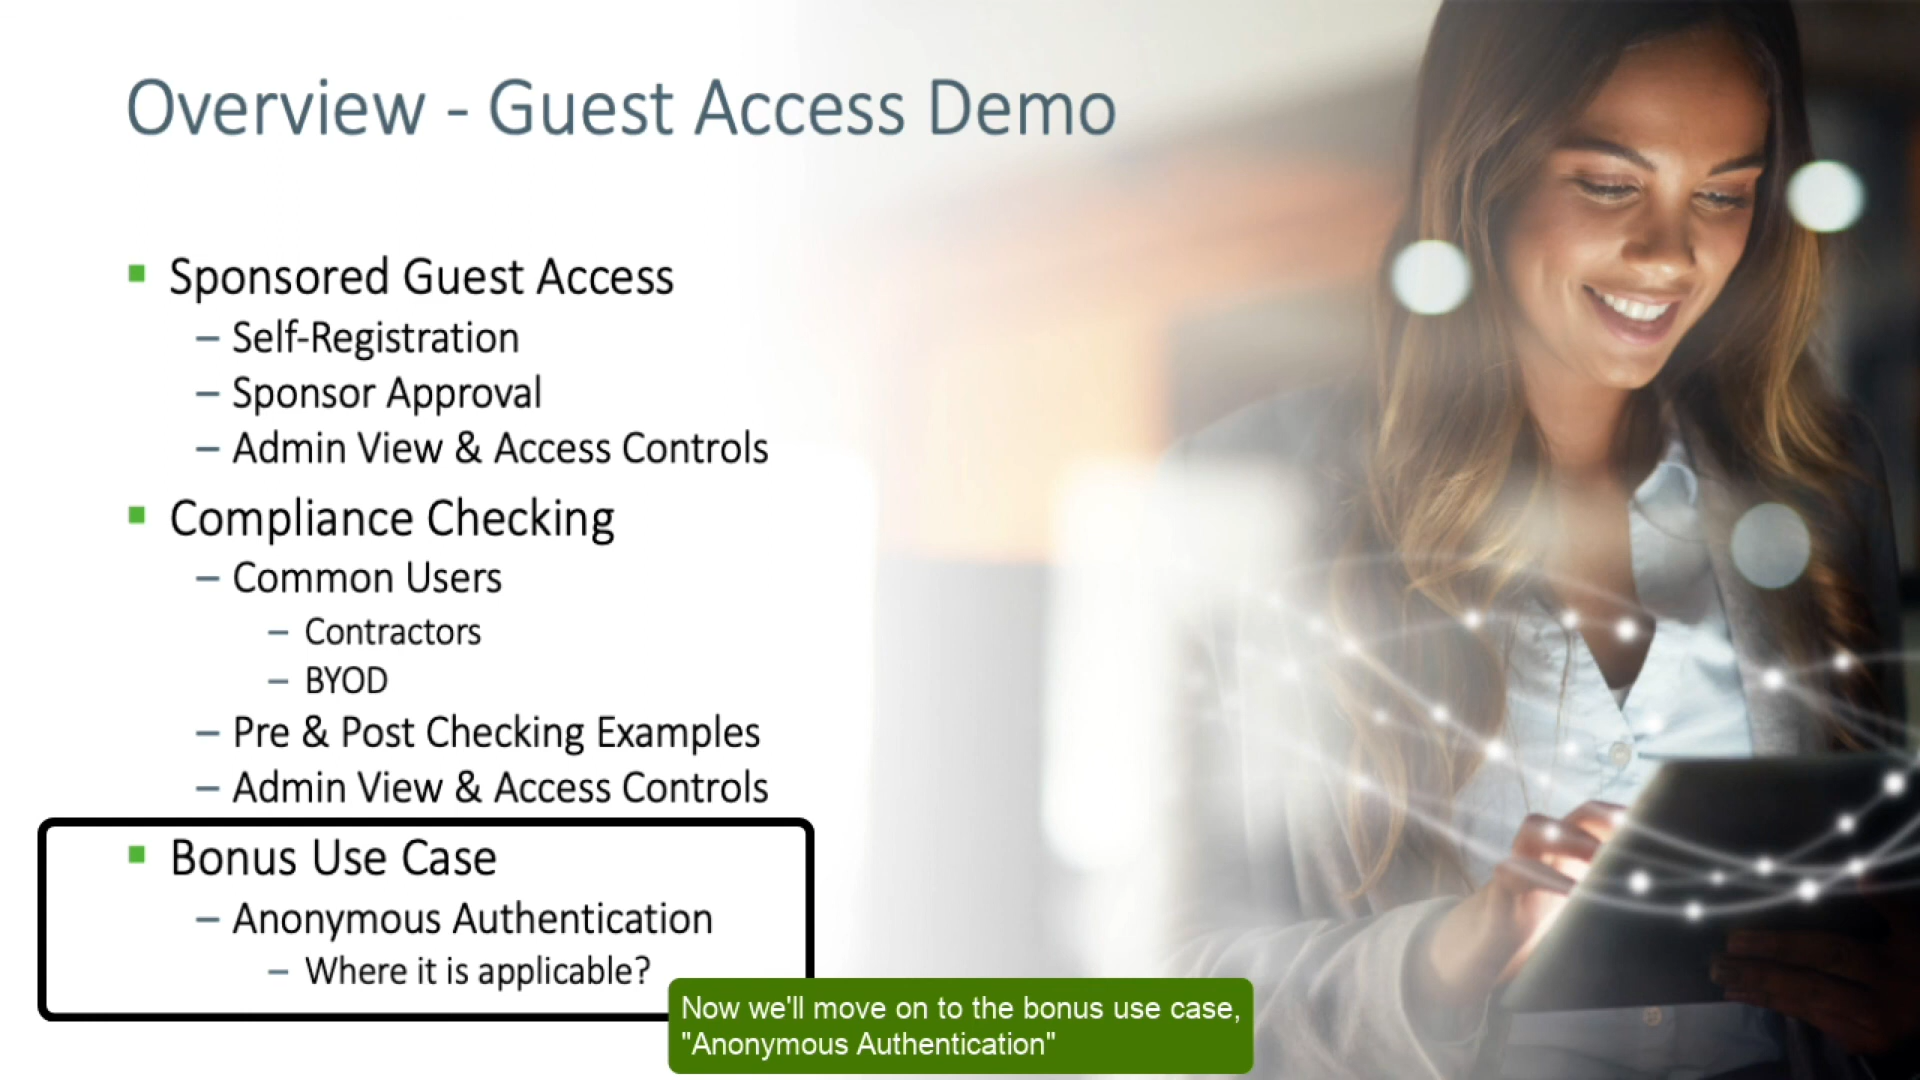 Overview - Guest Access Demo
Sponsored Guest Access
– Self-Registration
– Sponsor Approval
– Admin View & Access Controls
Compliance Checking
– Common Users
– Contractors
– BYOD
– Pre & Post Checking Examples
– Admin View & Access Controls
Bonus Use Case
– Anonymous Authentication
– Where it is applicable?
Now we'll move on to the bonus use case,
"Anonymous Authentication"